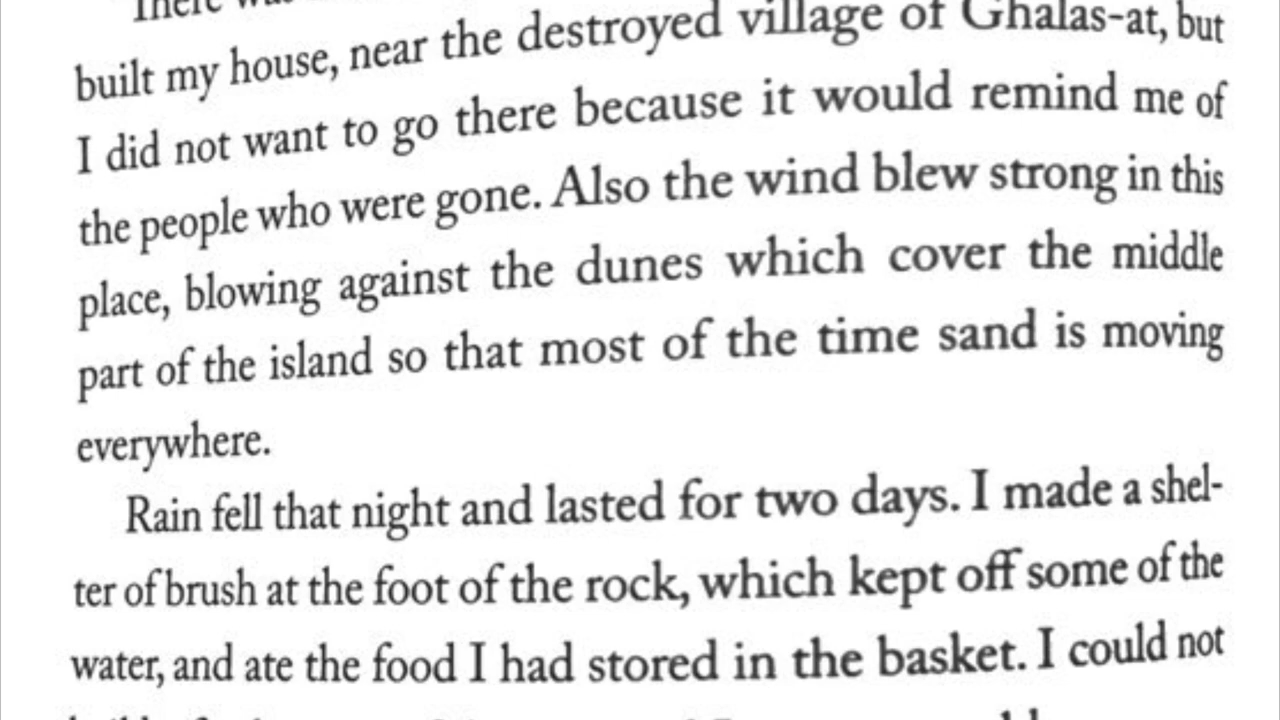 There was
built my house, near the destroyed village of Ghalas-at, but
I did not want to go there because it would remind me of
the people who were gone. Also the wind blew strong in this
place, blowing against the dunes which cover the middle
part of the island so that most of the time sand is moving
everywhere.
Rain fell that night and lasted for two days. I made a shel-
ter of brush at the foot of the rock, which kept off some of the
water, and ate the food I had stored in the basket. I could not